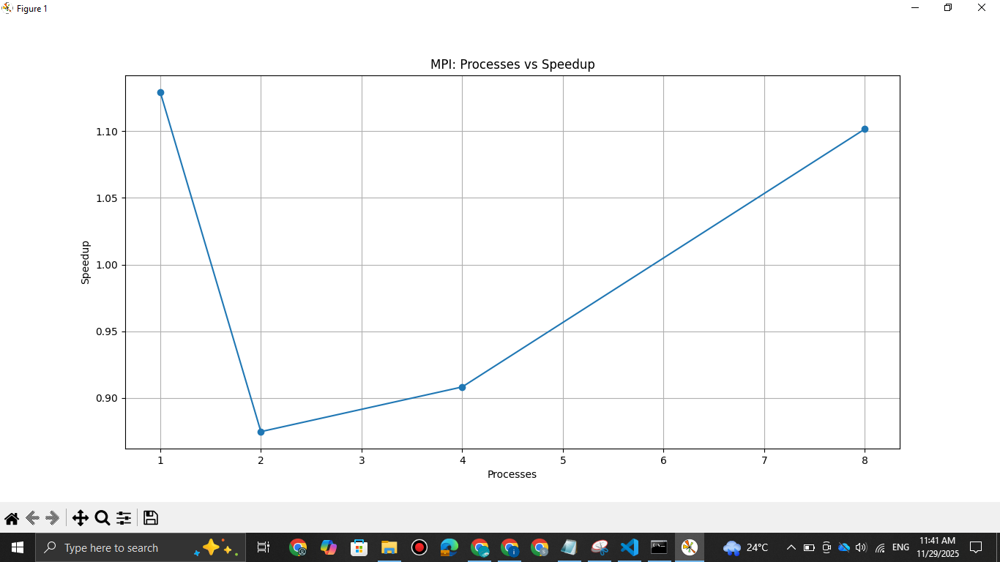 Figure 1
MPI: Processes vs Speedup
1.10
1.05
1.00
0.95
0.90
Speedup
1 2 3 4 5 6 7 8
Processes
Type here to search
24°C
ENG
11:41 AM
11/29/2025